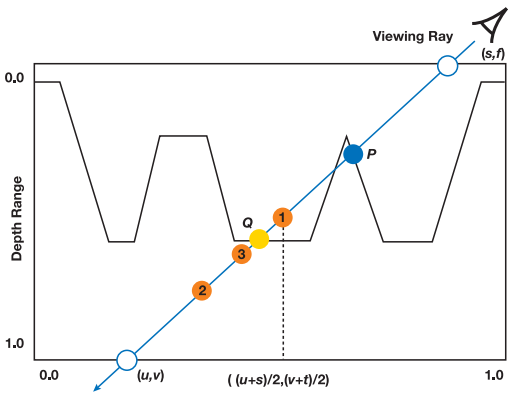 Viewing Ray
(s,f)
0.0
P
Q
1
3
2
Depth Range
1.0
0.0
(u,v)
( (u+s)/2,(v+t)/2)
1.0